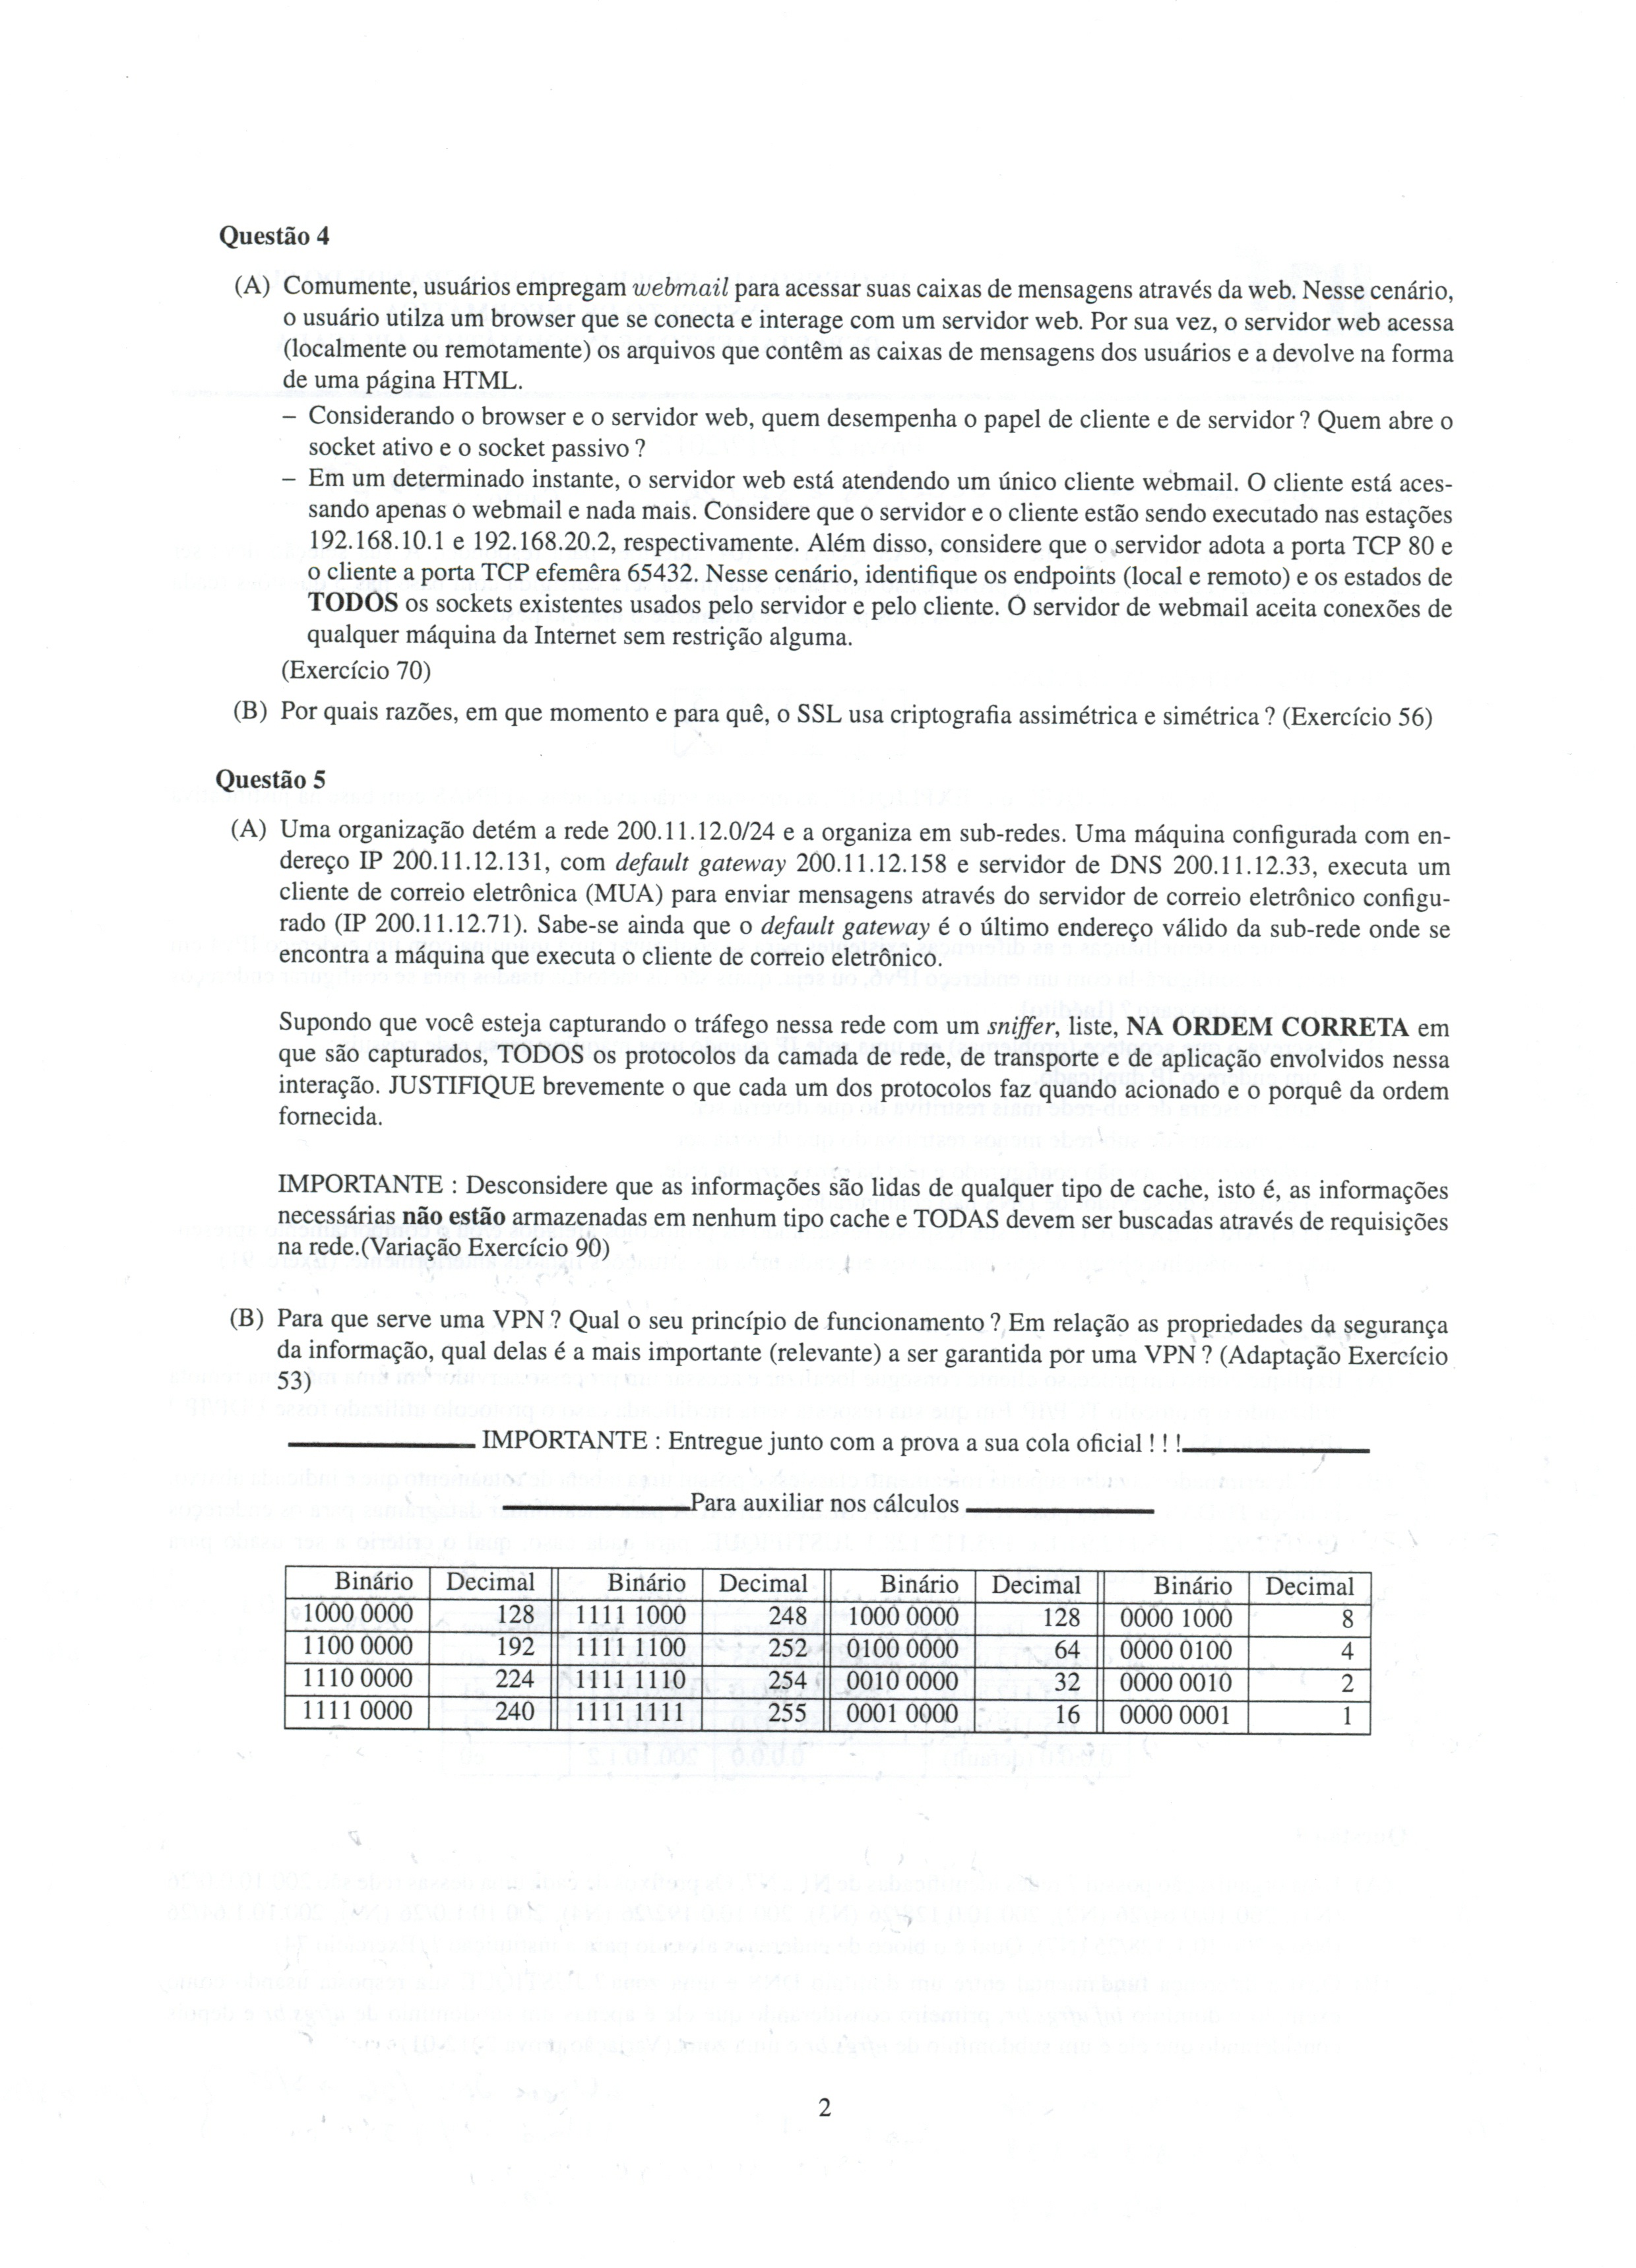 Questão 4
(A) Comumente, usuários empregam webmail para acessar suas caixas de mensagens através da web. Nesse cenário,
o usuário utilza um browser que se conecta e interage com um servidor web. Por sua vez, o servidor web acessa
(localmente ou remotamente) os arquivos que contêm as caixas de mensagens dos usuários e a devolve na forma
de uma página HTML.
– Considerando o browser e o servidor web, quem desempenha o papel de cliente e de servidor ? Quem abre o
socket ativo e o socket passivo ?
– Em um determinado instante, o servidor web está atendendo um único cliente webmail. O cliente está aces-
sando apenas o webmail e nada mais. Considere que o servidor e o cliente estão sendo executado nas estações
192.168.10.1 e 192.168.20.2, respectivamente. Além disso, considere que o servidor adota a porta TCP 80 e
o cliente a porta TCP efemêra 65432. Nesse cenário, identifique os endpoints (local e remoto) e os estados de
TODOS os sockets existentes usados pelo servidor e pelo cliente. O servidor de webmail aceita conexões de
qualquer máquina da Internet sem restrição alguma.
(Exercício 70)
(B) Por quais razões, em que momento e para quê, o SSL usa criptografia assimétrica e simétrica ? (Exercício 56)
Questão 5
(A) Uma organização detém a rede 200.11.12.0/24 e a organiza em sub-redes. Uma máquina configurada com en-
dereço IP 200.11.12.131, com default gateway 200.11.12.158 e servidor de DNS 200.11.12.33, executa um
cliente de correio eletrônica (MUA) para enviar mensagens através do servidor de correio eletrônico configu-
rado (IP 200.11.12.71). Sabe-se ainda que o default gateway é o último endereço válido da sub-rede onde se
encontra a máquina que executa o cliente de correio eletrônico.
Supondo que você esteja capturando o tráfego nessa rede com um sniffer, liste, NA ORDEM CORRETA em
que são capturados, TODOS os protocolos da camada de rede, de transporte e de aplicação envolvidos nessa
interação. JUSTIFIQUE brevemente o que cada um dos protocolos faz quando acionado e o porquê da ordem
fornecida.
IMPORTANTE : Desconsidere que as informações são lidas de qualquer tipo de cache, isto é, as informações
necessárias não estão armazenadas em nenhum tipo cache e TODAS devem ser buscadas através de requisições
na rede.(Variação Exercício 90)
(B) Para que serve uma VPN ? Qual o seu princípio de funcionamento ? Em relação as propriedades da segurança
da informação, qual delas é a mais importante (relevante) a ser garantida por uma VPN ? (Adaptação Exercício
53)
IMPORTANTE : Entregue junto com a prova a sua cola oficial ! ! !
Para auxiliar nos cálculos
Binário Decimal Binário Decimal Binário Decimal Binário Decimal
1000 0000 128 1111 1000 248 1000 0000 128 0000 1000 8
1100 0000 192 1111 1100 252 0100 0000 64 0000 0100 4
1110 0000 224 1111 1110 254 0010 0000 32 0000 0010 2
1111 0000 240 1111 1111 255 0001 0000 16 0000 0001 1
2